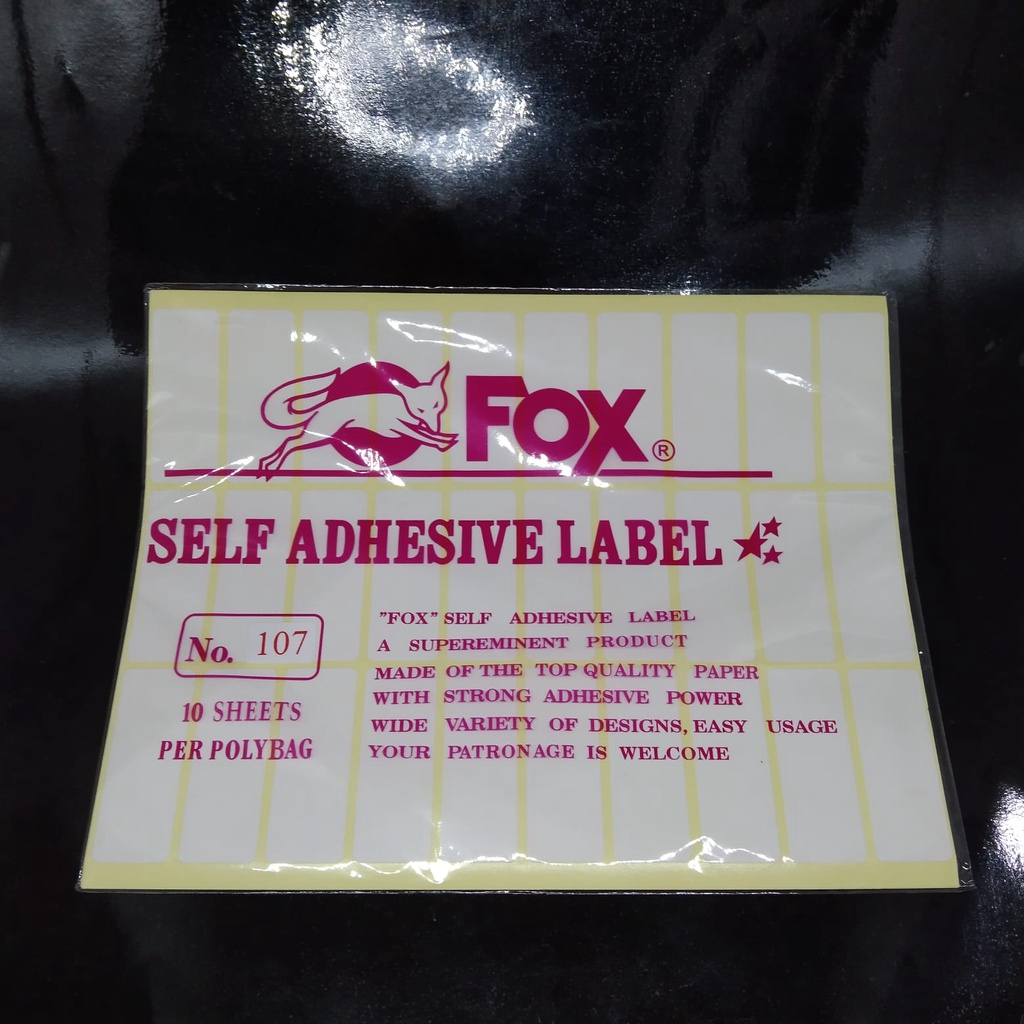 FOX®
SELF ADHESIVE LABEL
No. 107
10 SHEETS
PER POLYBAG
"FOX" SELF ADHESIVE LABEL
A SUPEREMINENT PRODUCT
MADE OF THE TOP QUALITY PAPER
WITH STRONG ADHESIVE POWER
WIDE VARIETY OF DESIGNS, EASY USAGE
YOUR PATRONAGE IS WELCOME